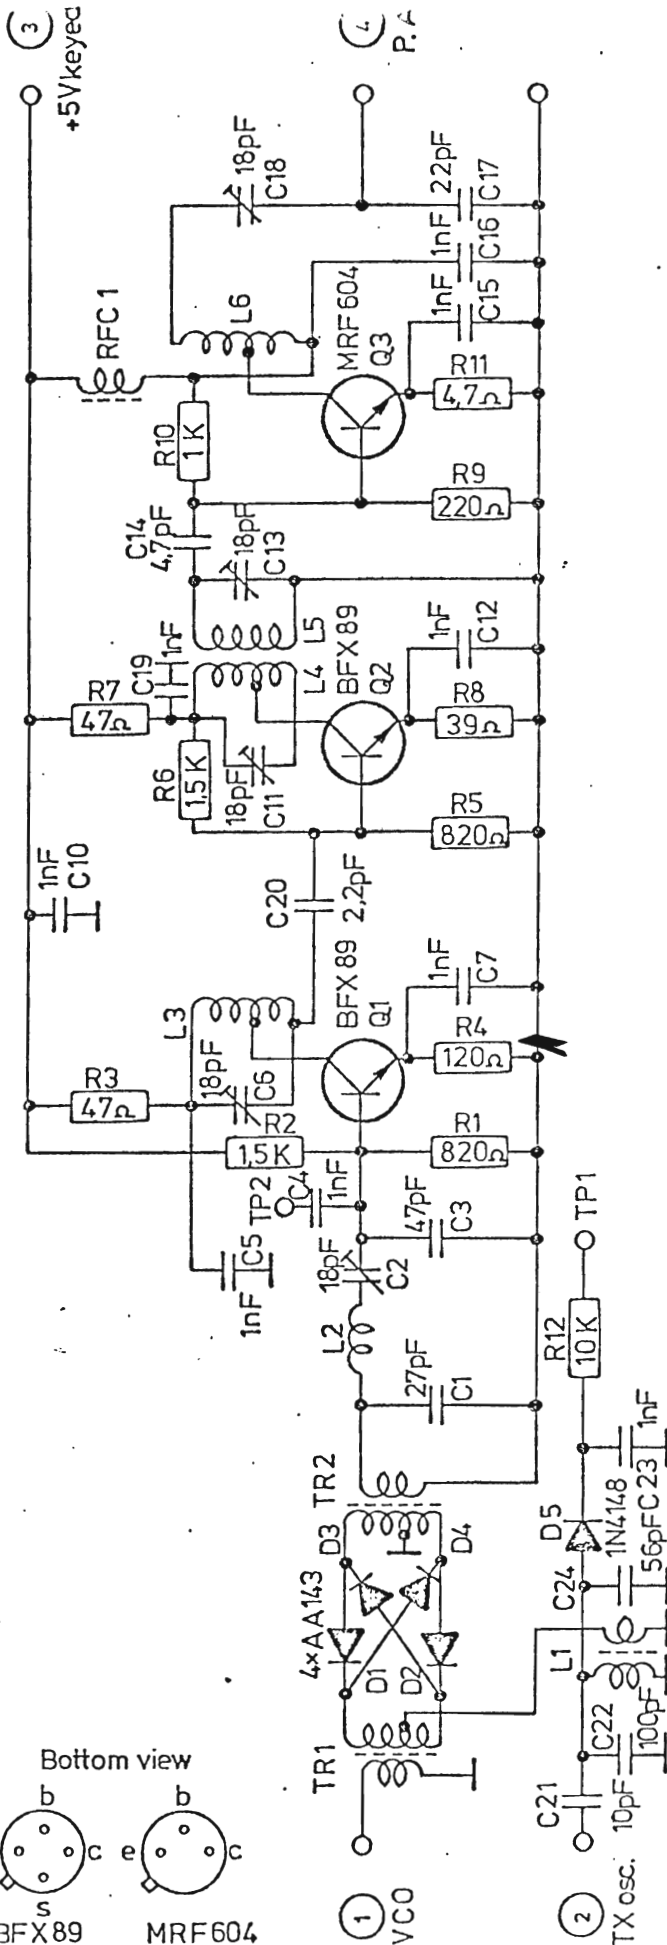 3
+5Vkeyed
4
P.A
18pF
C18
22pF
C17
1nF
C16
1nF
C15
RFC 1
L6
MRF604
Q3
R11
4,7Ω
R10
1K
R9
220Ω
C14
4,7pF
18pF
C13
L5
C19
1nF
L4
BFX89
Q2
1nF
C12
R7
47Ω
R8
39Ω
R6
1,5K
18pF
C11
R5
820Ω
1nF
C10
C20
2,2pF
BFX89
Q1
1nF
C7
L3
R3
47Ω
18pF
C6
R4
120Ω
R2
1,5K
R1
820Ω
TP2
C4
1nF
47pF
C3
C5
1nF
18pF
C2
TP1
L2
R12
10K
27pF
C1
TR2
D3
D4
4xAA143
D1
D2
D5
1N4148
1nF
C23
56pF
C24
L1
TR1
C22
100pF
C21
10pF
1
VCO
2
TX osc.
Bottom view
b
c
s
BFX89
b
e
c
MRF604